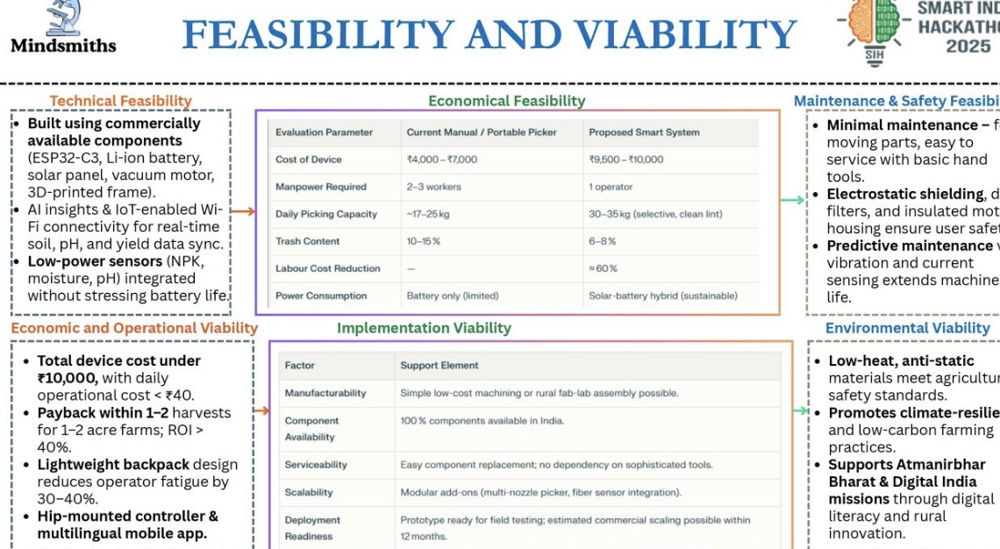 Mindsmiths
FEASIBILITY AND VIABILITY
SMART IND
HACKATHO
2025
SIH
Technical Feasibility
• Built using commercially
available components
(ESP32-C3, Li-ion battery,
solar panel, vacuum motor,
3D-printed frame).
• AI insights & IoT-enabled Wi-
Fi connectivity for real-time
soil, pH, and yield data sync.
• Low-power sensors (NPK,
moisture, pH) integrated
without stressing battery life.
Economical Feasibility
Evaluation Parameter Current Manual / Portable Picker Proposed Smart System
Cost of Device ₹4,000 – ₹7,000 ₹9,500 – ₹10,000
Manpower Required 2–3 workers 1 operator
Daily Picking Capacity ~17–25 kg 30–35 kg (selective, clean lint)
Trash Content 10–15 % 6–8 %
Labour Cost Reduction — ≈ 60 %
Power Consumption Battery only (limited) Solar-battery hybrid (sustainable)
Maintenance & Safety Feasibi
• Minimal maintenance – f
moving parts, easy to
service with basic hand
tools.
• Electrostatic shielding, d
filters, and insulated mot
housing ensure user safet
• Predictive maintenance v
vibration and current
sensing extends machine
life.
Economic and Operational Viability
• Total device cost under
₹10,000, with daily
operational cost < ₹40.
• Payback within 1–2 harvests
for 1–2 acre farms; ROI >
40%.
• Lightweight backpack design
reduces operator fatigue by
30–40%.
• Hip-mounted controller &
multilingual mobile app.
Implementation Viability
Factor Support Element
Manufacturability Simple low-cost machining or rural fab-lab assembly possible.
Component
Availability 100 % components available in India.
Serviceability Easy component replacement; no dependency on sophisticated tools.
Scalability Modular add-ons (multi-nozzle picker, fiber sensor integration).
Deployment
Readiness Prototype ready for field testing; estimated commercial scaling possible within
12 months.
Environmental Viability
• Low-heat, anti-static
materials meet agricultur
safety standards.
• Promotes climate-resilie
and low-carbon farming
practices.
• Supports Atmanirbhar
Bharat & Digital India
missions through digital
literacy and rural
innovation.